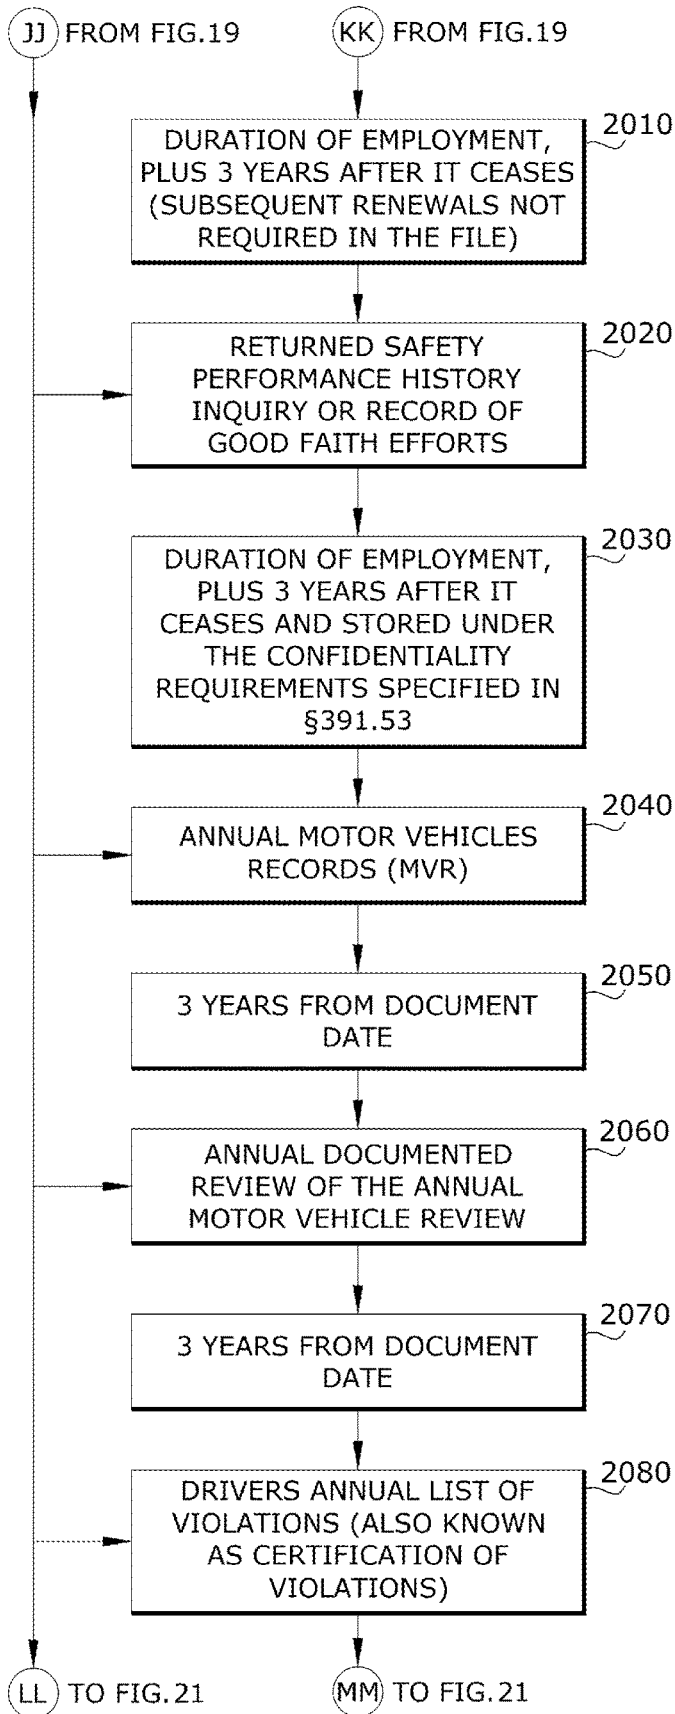 JJ FROM FIG.19
KK FROM FIG.19
2010
DURATION OF EMPLOYMENT,
PLUS 3 YEARS AFTER IT CEASES
(SUBSEQUENT RENEWALS NOT
REQUIRED IN THE FILE)
2020
RETURNED SAFETY
PERFORMANCE HISTORY
INQUIRY OR RECORD OF
GOOD FAITH EFFORTS
2030
DURATION OF EMPLOYMENT,
PLUS 3 YEARS AFTER IT
CEASES AND STORED UNDER
THE CONFIDENTIALITY
REQUIREMENTS SPECIFIED IN
§391.53
2040
ANNUAL MOTOR VEHICLES
RECORDS (MVR)
2050
3 YEARS FROM DOCUMENT
DATE
2060
ANNUAL DOCUMENTED
REVIEW OF THE ANNUAL
MOTOR VEHICLE REVIEW
2070
3 YEARS FROM DOCUMENT
DATE
2080
DRIVERS ANNUAL LIST OF
VIOLATIONS (ALSO KNOWN
AS CERTIFICATION OF
VIOLATIONS)
LL TO FIG.21
MM TO FIG.21